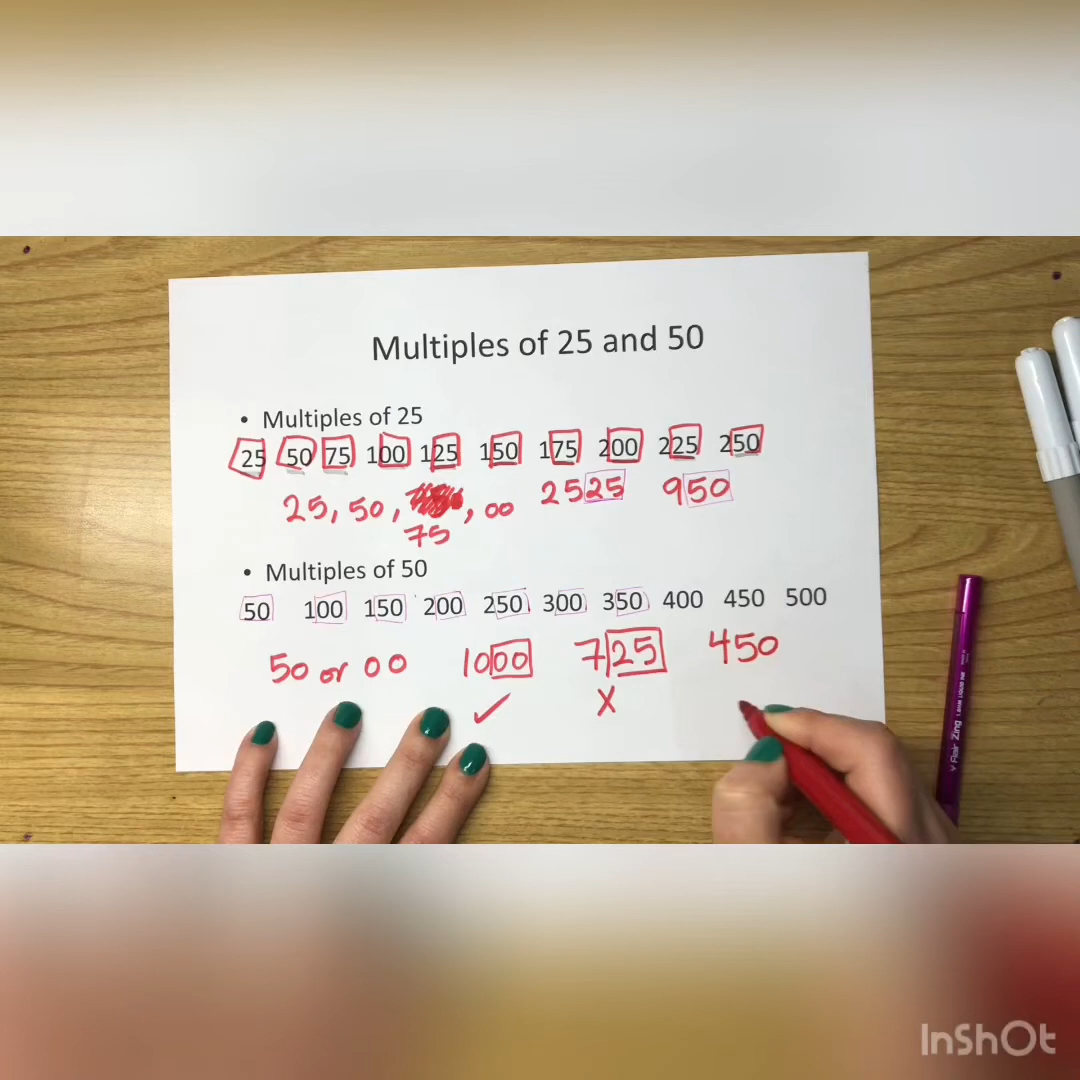 Multiples of 25 and 50
• Multiples of 25
25 50 75 100 125 150 175 200 225 250
25, 50, , 00 2525 950
75
• Multiples of 50
50 100 150 200 250 300 350 400 450 500
50 or 00 1000 725 450
✓ X
Flair Zing
InShOt